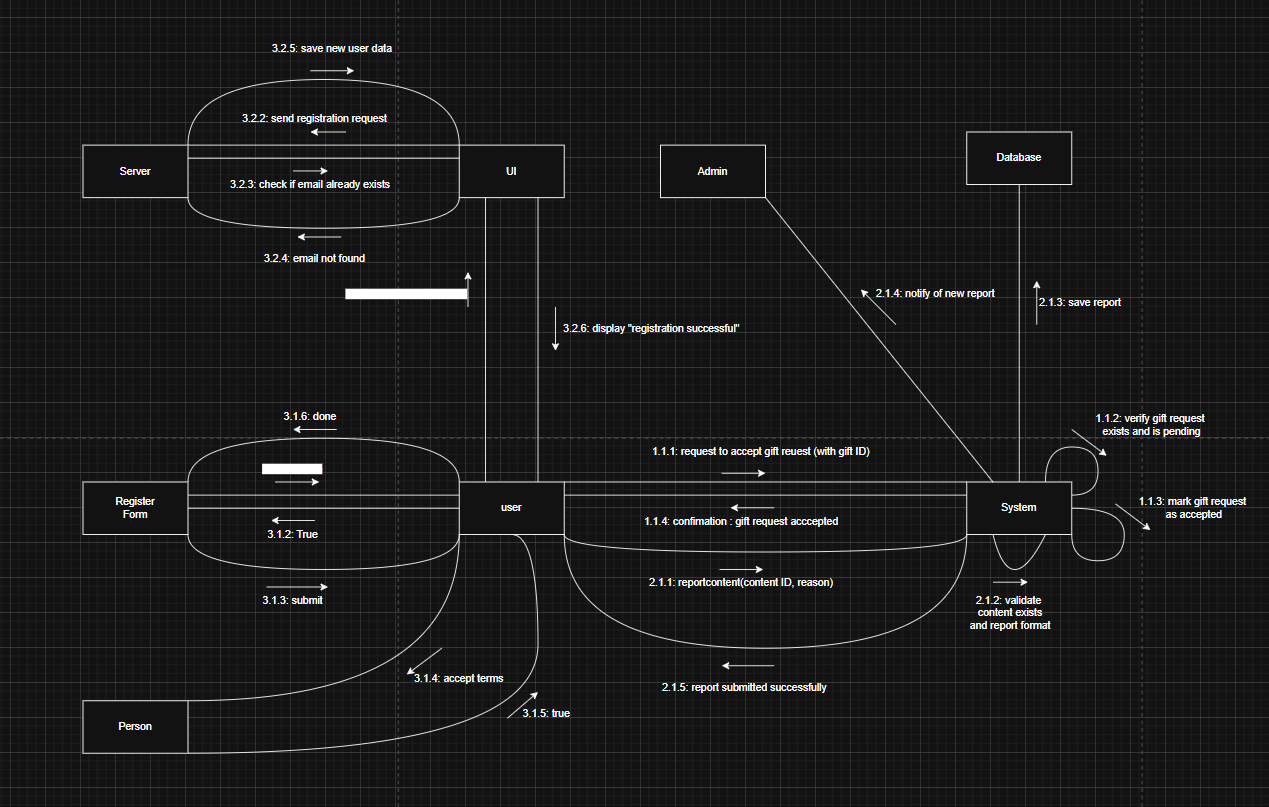 3.2.5: save new user data
3.2.2: send registration request
Server
UI
Admin
Database
3.2.3: check if email already exists
3.2.4: email not found
2.1.4: notify of new report
2.1.3: save report
3.2.6: display "registration successful"
3.1.6: done
1.1.2: verify gift request
exists and is pending
1.1.1: request to accept gift reuest (with gift ID)
Register
Form
user
System
1.1.3: mark gift request
as accepted
3.1.2: True
1.1.4: confimation : gift request acccepted
2.1.1: reportcontent(content ID, reason)
3.1.3: submit
2.1.2: validate
content exists
and report format
3.1.4: accept terms
2.1.5: report submitted successfully
3.1.5: true
Person